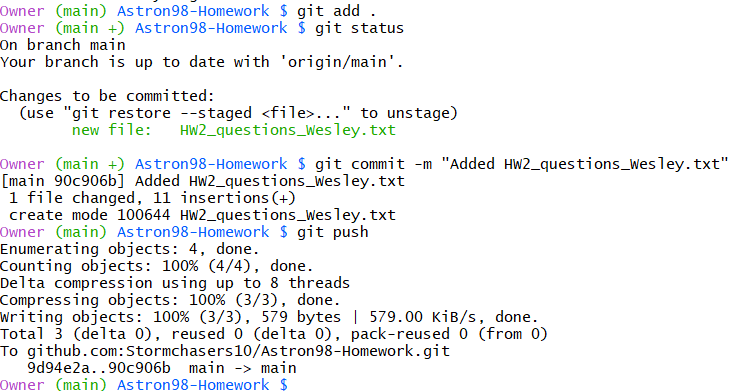 Owner (main) Astron98-Homework $ git add .
Owner (main +) Astron98-Homework $ git status
On branch main
Your branch is up to date with 'origin/main'.
Changes to be committed:
(use "git restore --staged <file>..." to unstage)
new file: HW2_questions_Wesley.txt
Owner (main +) Astron98-Homework $ git commit -m "Added HW2_questions_Wesley.txt"
[main 90c906b] Added HW2_questions_Wesley.txt
1 file changed, 11 insertions(+)
create mode 100644 HW2_questions_Wesley.txt
Owner (main) Astron98-Homework $ git push
Enumerating objects: 4, done.
Counting objects: 100% (4/4), done.
Delta compression using up to 8 threads
Compressing objects: 100% (3/3), done.
Writing objects: 100% (3/3), 579 bytes | 579.00 KiB/s, done.
Total 3 (delta 0), reused 0 (delta 0), pack-reused 0 (from 0)
To github.com:Stormchasers10/Astron98-Homework.git
9d94e2a..90c906b main -> main
Owner (main) Astron98-Homework $